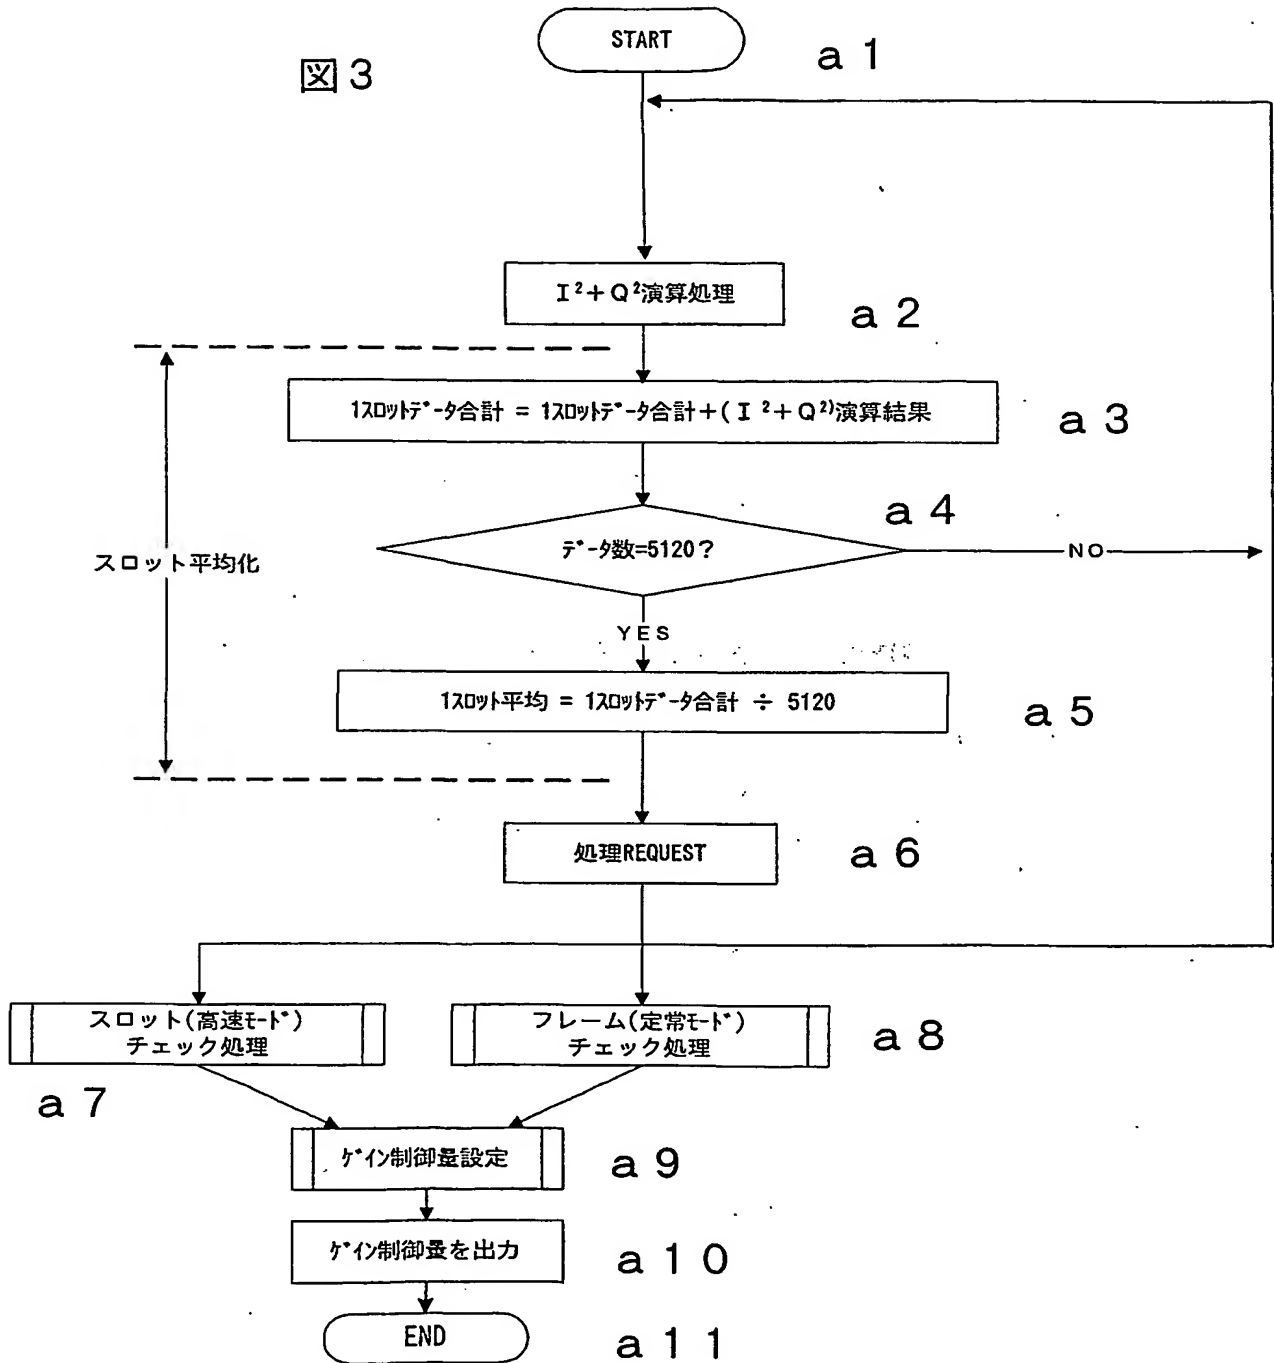 START
a1
図3
I²+Q²演算処理
a2
1ｽﾛｯﾄﾃﾞｰﾀ合計 = 1ｽﾛｯﾄﾃﾞｰﾀ合計+(I²+Q²)演算結果
a3
a4
ﾃﾞｰﾀ数=5120?
NO
スロット平均化
YES
1ｽﾛｯﾄ平均 = 1ｽﾛｯﾄﾃﾞｰﾀ合計 ÷ 5120
a5
処理REQUEST
a6
スロット(高速ﾓｰﾄﾞ)
チェック処理
a7
フレーム(定常ﾓｰﾄﾞ)
チェック処理
a8
ｹﾞｲﾝ制御量設定
a9
ｹﾞｲﾝ制御量を出力
a10
END
a11